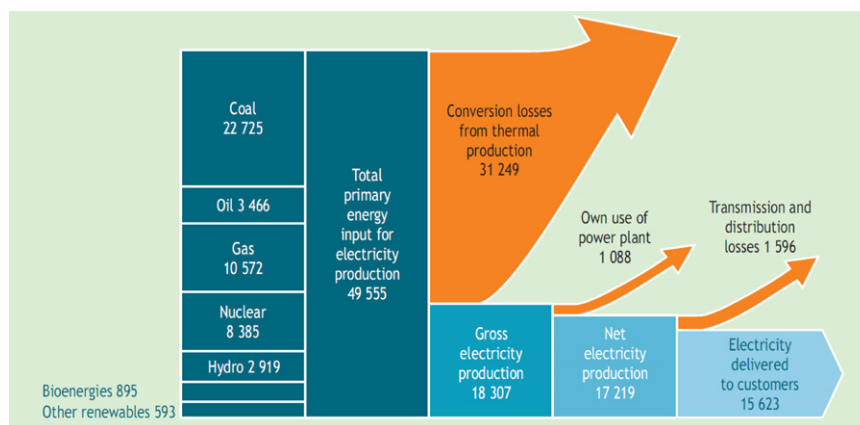 Coal
22 725
Oil 3 466
Gas
10 572
Nuclear
8 385
Hydro 2 919
Bioenergies 895
Other renewables 593
Total
primary
energy
input for
electricity
production
49 555
Conversion losses
from thermal
production
31 249
Own use of
power plant
1 088
Transmission and
distribution
losses 1 596
Gross
electricity
production
18 307
Net
electricity
production
17 219
Electricity
delivered
to customers
15 623